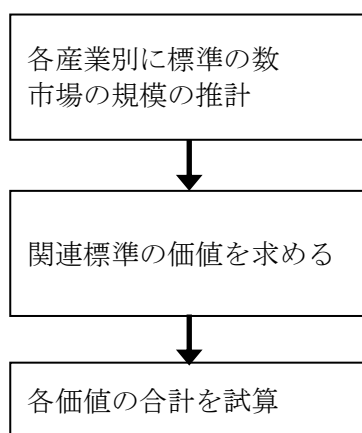 各産業別に標準の数
市場の規模の推計
関連標準の価値を求める
各価値の合計を試算